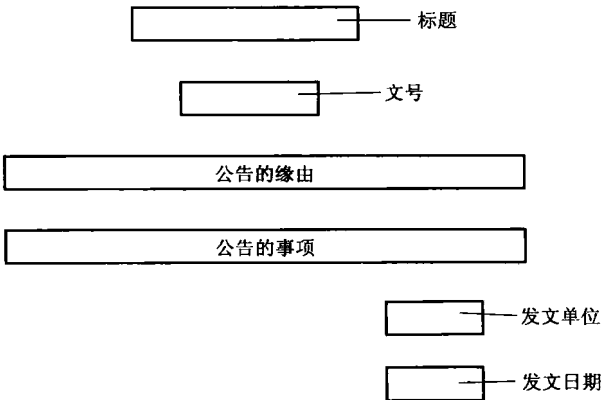 标题
文号
公告的缘由
公告的事项
发文单位
发文日期